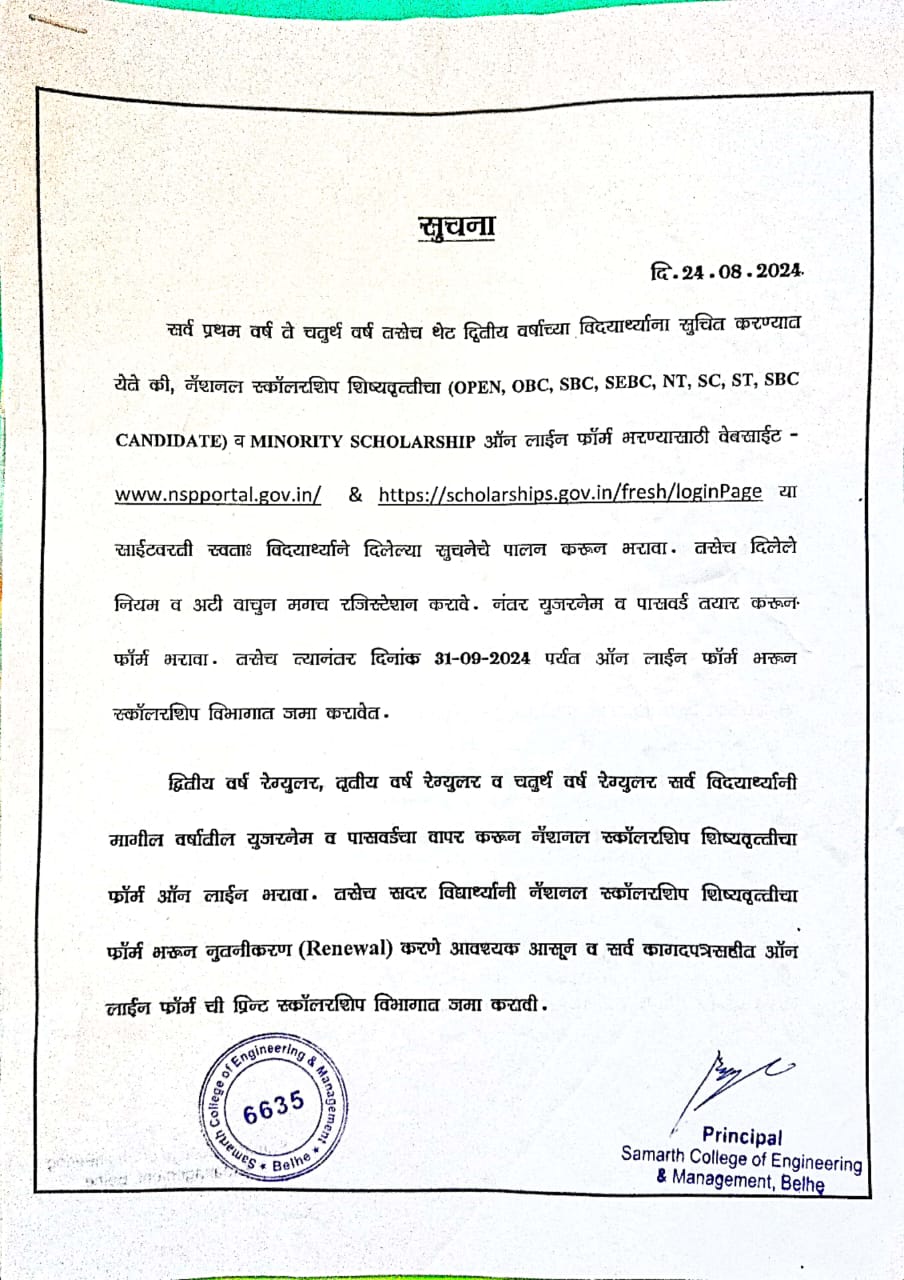 सुचना
दि.24.08.2024.
सर्व प्रथम वर्ष ते चतुर्थ वर्ष तसेच थेट द्वितीय वर्षाच्या विदयार्थ्यांना सुचित करण्यात
येते की, नॅशनल स्कॉलरशिप शिष्यवृत्तीचा (OPEN, OBC, SBC, SEBC, NT, SC, ST, SBC
CANDIDATE) व MINORITY SCHOLARSHIP ऑन लाईन फॉर्म भरण्यासाठी वेबसाईट -
www.nspportal.gov.in/ & https://scholarships.gov.in/fresh/loginPage या
साईटवरती स्वताः विदयार्थ्याने दिलेल्या सुचनेचे पालन करून भरावा. तसेच दिलेले
नियम व अटी वाचुन मगच रजिस्टेशन करावे. नंतर युजरनेम व पासवर्ड तयार करून
फॉर्म भरावा. तसेच त्यानंतर दिनांक 31-09-2024 पर्यत ऑन लाईन फॉर्म भरून
स्कॉलरशिप विभागात जमा करावेत.
द्वितीय वर्ष रेग्युलर, तृतीय वर्ष रेग्युलर व चतुर्थ वर्ष रेग्युलर सर्व विदयार्थ्यांनी
मागील वर्षातील युजरनेम व पासवर्डचा वापर करून नॅशनल स्कॉलरशिप शिष्यवृत्तीचा
फॉर्म ऑन लाईन भरावा. तसेच सदर विद्यार्थ्यांनी नॅशनल स्कॉलरशिप शिष्यवृत्तीचा
फॉर्म भरून नुतनीकरण (Renewal) करणे आवश्यक आसून व सर्व कागदपत्रसहीत ऑन
लाईन फॉर्म ची प्रिन्ट स्कॉलरशिप विभागात जमा करावी.
Samarth College of Engineering & Management
★ Belhe ★
6635
Principal
Samarth College of Engineering
& Management, Belhe